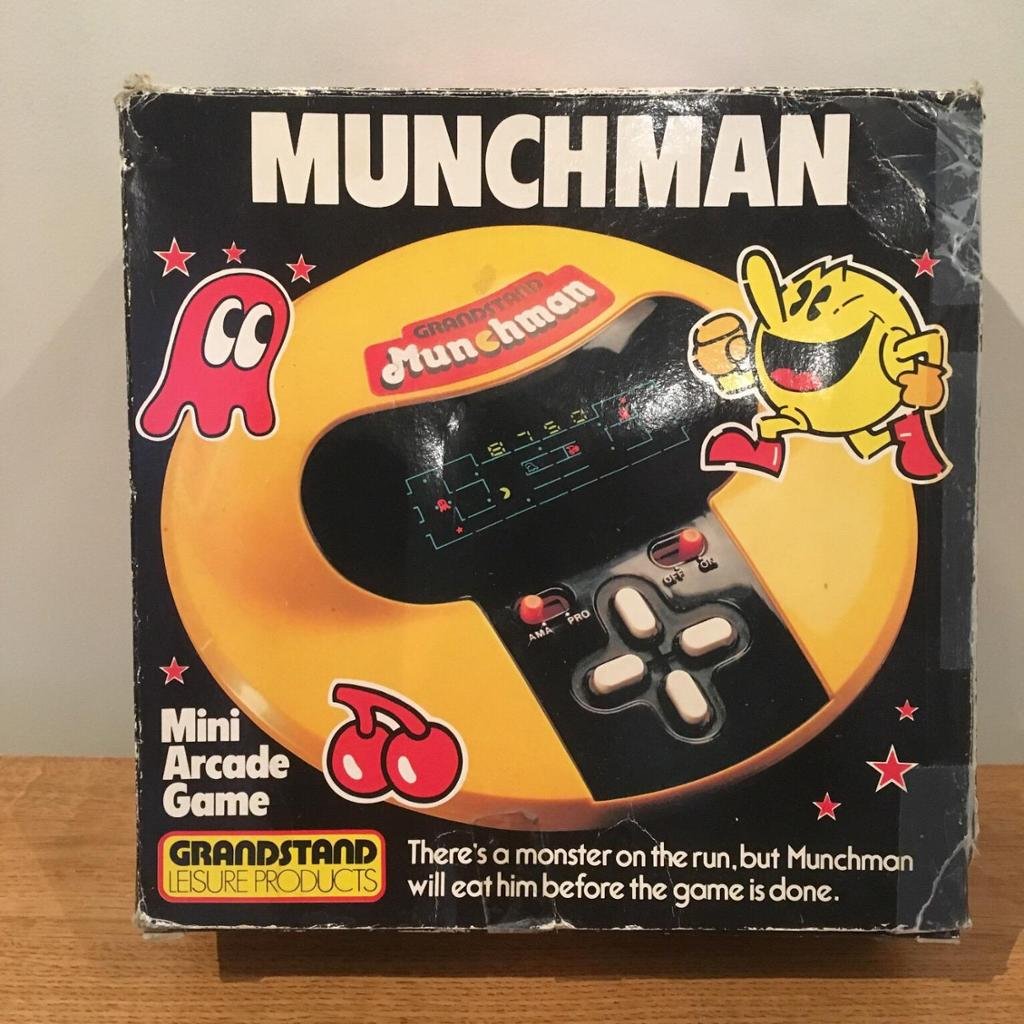 MUNCHMAN
GRANDSTAND
Munchman
8780
OFF ON
AMA PRO
Mini
Arcade
Game
GRANDSTAND
LEISURE PRODUCTS
There's a monster on the run, but Munchman
will eat him before the game is done.